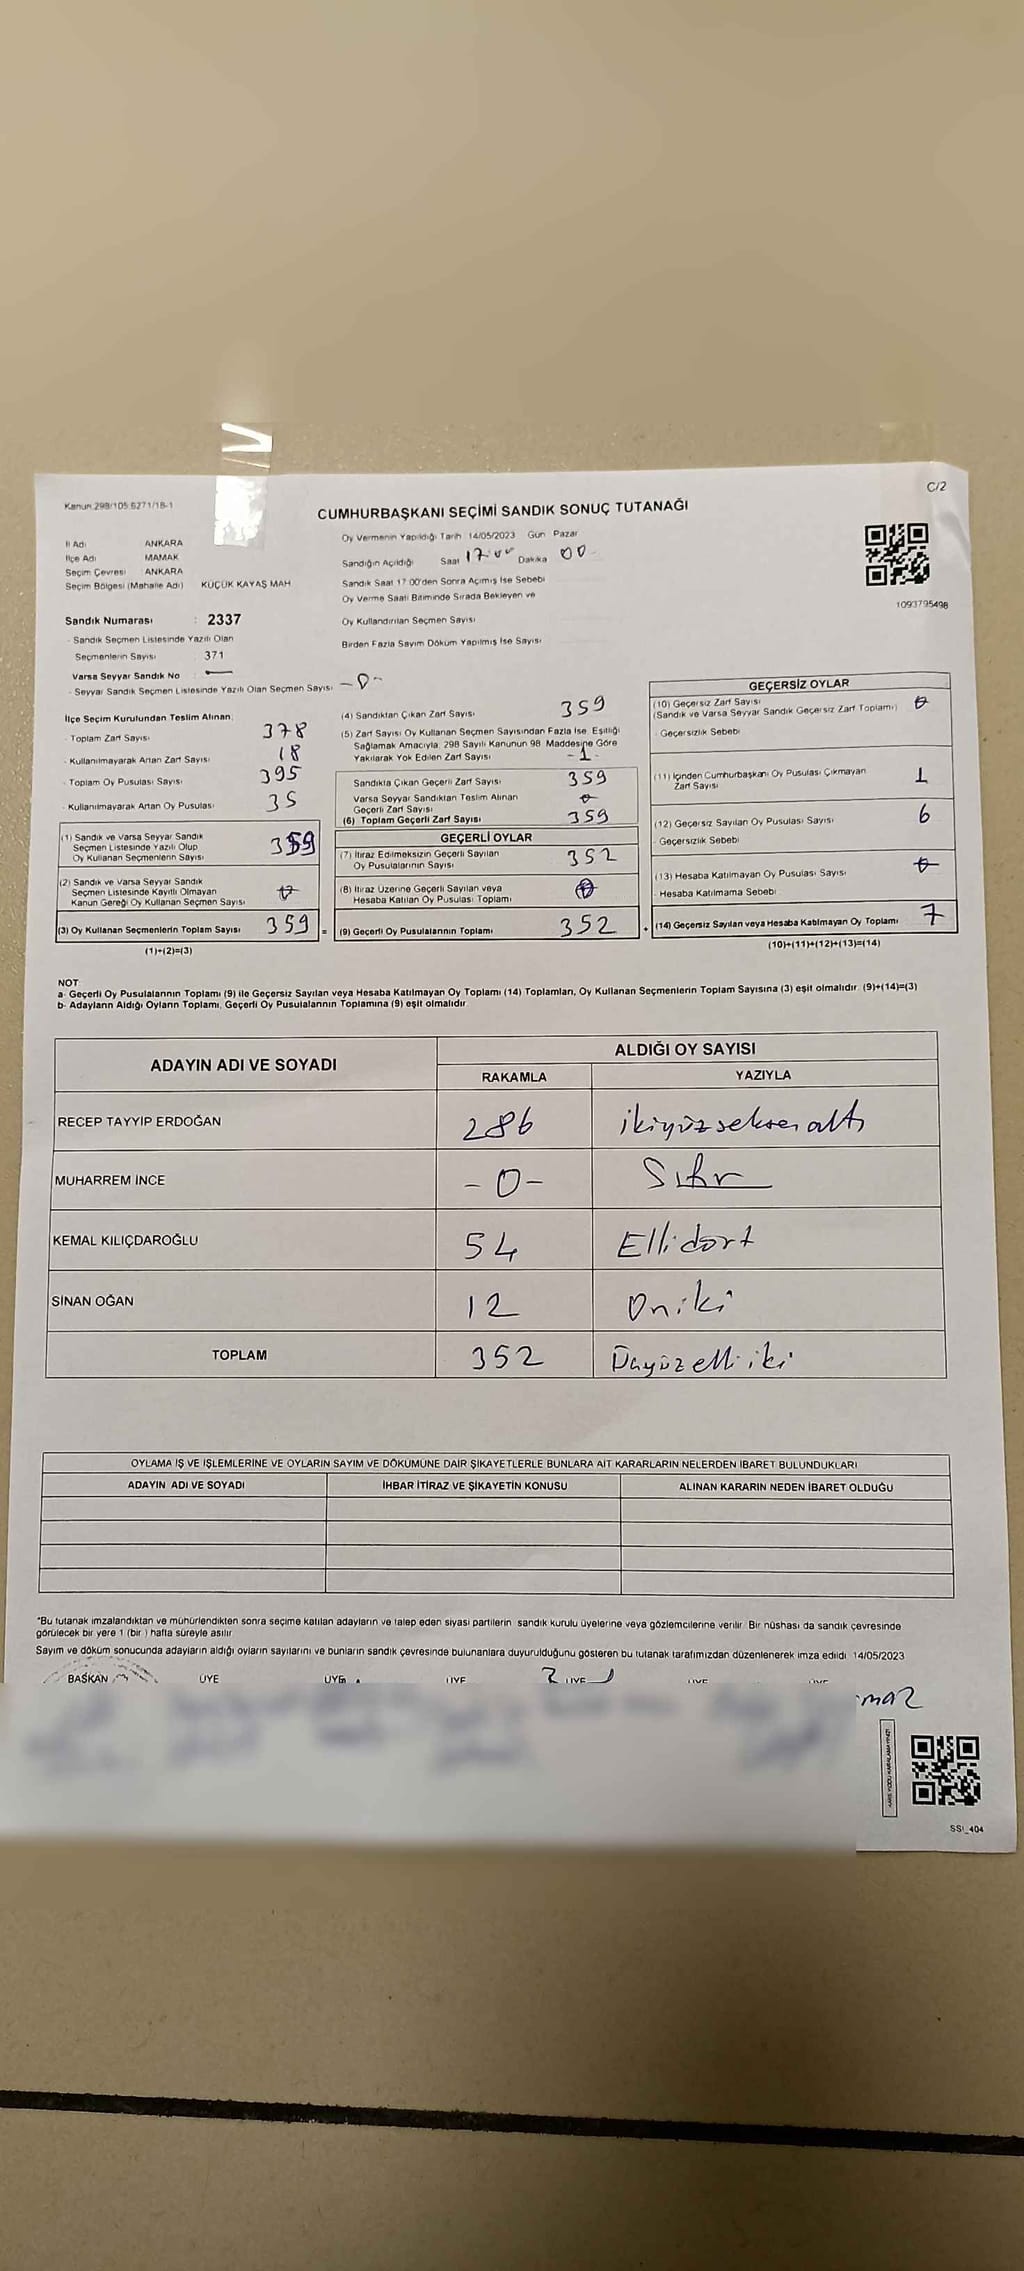 Kanun:298/105:6271/18-1
C/2
CUMHURBAŞKANI SEÇİMİ SANDIK SONUÇ TUTANAĞI
İl Adı ANKARA
İlçe Adı MAMAK
Seçim Çevresi ANKARA
Seçim Bölgesi (Mahalle Adı) KÜÇÜK KAYAŞ MAH.
Oy Vermenin Yapıldığı Tarih 14/05/2023 Gün Pazar
Sandığın Açıldığı Saat 17:00 Dakika 00
Sandık Saat 17.00'den Sonra Açımış İse Sebebi
Oy Verme Saati Bitiminde Sırada Bekleyen ve
Oy Kullandırılan Seçmen Sayısı
Birden Fazla Sayım Döküm Yapılmış İse Sayısı
1093795498
Sandık Numarası : 2337
- Sandık Seçmen Listesinde Yazılı Olan
Seçmenlerin Sayısı 371
Varsa Seyyar Sandık No —
- Seyyar Sandık Seçmen Listesinde Yazılı Olan Seçmen Sayısı -0-
İlçe Seçim Kurulundan Teslim Alınan;
- Toplam Zarf Sayısı 378
- Kullanılmayarak Artan Zarf Sayısı 18
- Toplam Oy Pusulası Sayısı 395
- Kullanılmayarak Artan Oy Pusulası 35
(1) Sandık ve Varsa Seyyar Sandık
Seçmen Listesinde Yazılı Olup
Oy Kullanan Seçmenlerin Sayısı 359
(2) Sandık ve Varsa Seyyar Sandık
Seçmen Listesinde Kayıtlı Olmayan
Kanun Gereği Oy Kullanan Seçmen Sayısı 0
(3) Oy Kullanan Seçmenlerin Toplam Sayısı 359 =
(1)+(2)=(3)
(4) Sandıktan Çıkan Zarf Sayısı 359
(5) Zarf Sayısı Oy Kullanan Seçmen Sayısından Fazla İse, Eşitliği
Sağlamak Amacıyla, 298 Sayılı Kanunun 98. Maddesine Göre
Yakılarak Yok Edilen Zarf Sayısı -1-
Sandıkta Çıkan Geçerli Zarf Sayısı 359
Varsa Seyyar Sandıktan Teslim Alınan
Geçerli Zarf Sayısı 0
(6) Toplam Geçerli Zarf Sayısı 359
GEÇERLİ OYLAR
(7) İtiraz Edilmeksizin Geçerli Sayılan
Oy Pusulalarının Sayısı 352
(8) İtiraz Üzerine Geçerli Sayılan veya
Hesaba Katılan Oy Pusulası Toplamı 0
(9) Geçerli Oy Pusulalarının Toplamı 352 +
GEÇERSİZ OYLAR
(10) Geçersiz Zarf Sayısı
(Sandık ve Varsa Seyyar Sandık Geçersiz Zarf Toplamı) 0
- Geçersizlik Sebebi
(11) İçinden Cumhurbaşkanı Oy Pusulası Çıkmayan
Zarf Sayısı 1
(12) Geçersiz Sayılan Oy Pusulası Sayısı 6
- Geçersizlik Sebebi
(13) Hesaba Katılmayan Oy Pusulası Sayısı 0
- Hesaba Katılmama Sebebi
(14) Geçersiz Sayılan veya Hesaba Katılmayan Oy Toplamı 7
(10)+(11)+(12)+(13)=(14)
NOT
a- Geçerli Oy Pusulalarının Toplamı (9) ile Geçersiz Sayılan veya Hesaba Katılmayan Oy Toplamı (14) Toplamları, Oy Kullanan Seçmenlerin Toplam Sayısına (3) eşit olmalıdır. (9)+(14)=(3)
b- Adayların Aldığı Oyların Toplamı, Geçerli Oy Pusulalarının Toplamına (9) eşit olmalıdır.
ADAYIN ADI VE SOYADI ALDIĞI OY SAYISI
RAKAMLA YAZIYLA
RECEP TAYYİP ERDOĞAN 286 ikiyüzseksenaltı
MUHARREM İNCE -0- Sıfır
KEMAL KILIÇDAROĞLU 54 Ellidört
SİNAN OĞAN 12 Oniki
TOPLAM 352 Üçyüzelliiki
OYLAMA İŞ VE İŞLEMLERİNE VE OYLARIN SAYIM VE DÖKÜMÜNE DAİR ŞİKAYETLERLE BUNLARA AİT KARARLARIN NELERDEN İBARET BULUNDUKLARI
ADAYIN ADI VE SOYADI İHBAR İTİRAZ VE ŞİKAYETİN KONUSU ALINAN KARARIN NEDEN İBARET OLDUĞU
*Bu tutanak imzalandıktan ve mühürlendikten sonra seçime katılan adayların ve talep eden siyasi partilerin sandık kurulu üyelerine veya gözlemcilerine verilir. Bir nüshası da sandık çevresinde
görülecek bir yere 1 (bir) hafta süreyle asılır.
Sayım ve döküm sonucunda adayların aldığı oyların sayılarını ve bunların sandık çevresinde bulunanlara duyurulduğunu gösteren bu tutanak tarafımızdan düzenlenerek imza edildi. 14/05/2023
BAŞKAN ÜYE ÜYE ÜYE ÜYE ÜYE ÜYE
SSI_404